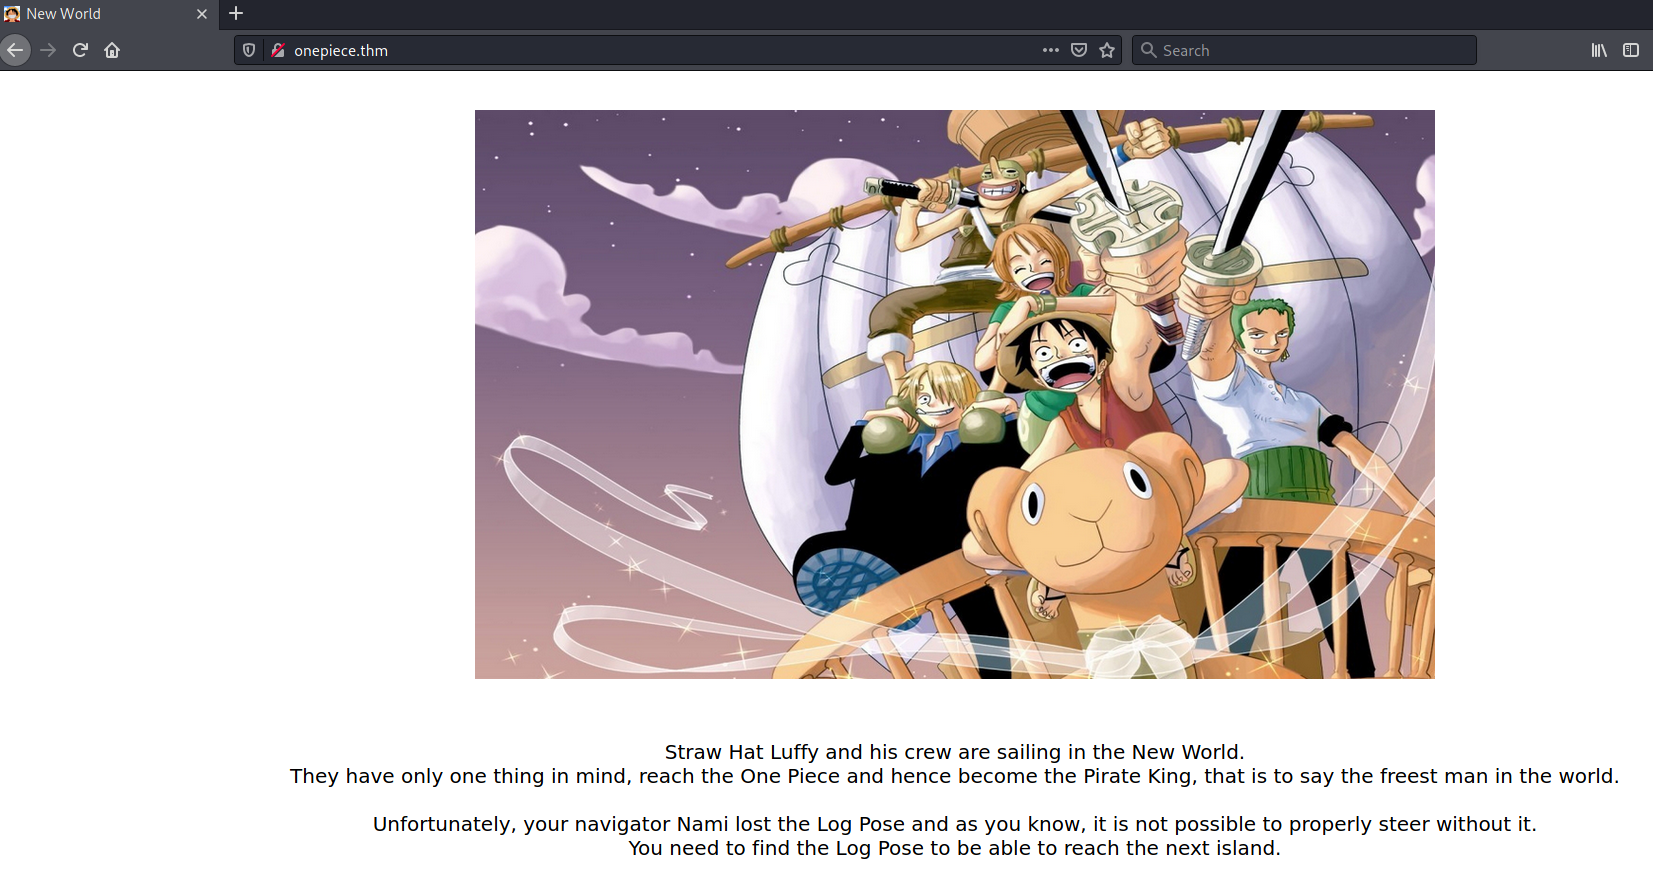 New World
onepiece.thm
Search
Straw Hat Luffy and his crew are sailing in the New World.
They have only one thing in mind, reach the One Piece and hence become the Pirate King, that is to say the freest man in the world.
Unfortunately, your navigator Nami lost the Log Pose and as you know, it is not possible to properly steer without it.
You need to find the Log Pose to be able to reach the next island.